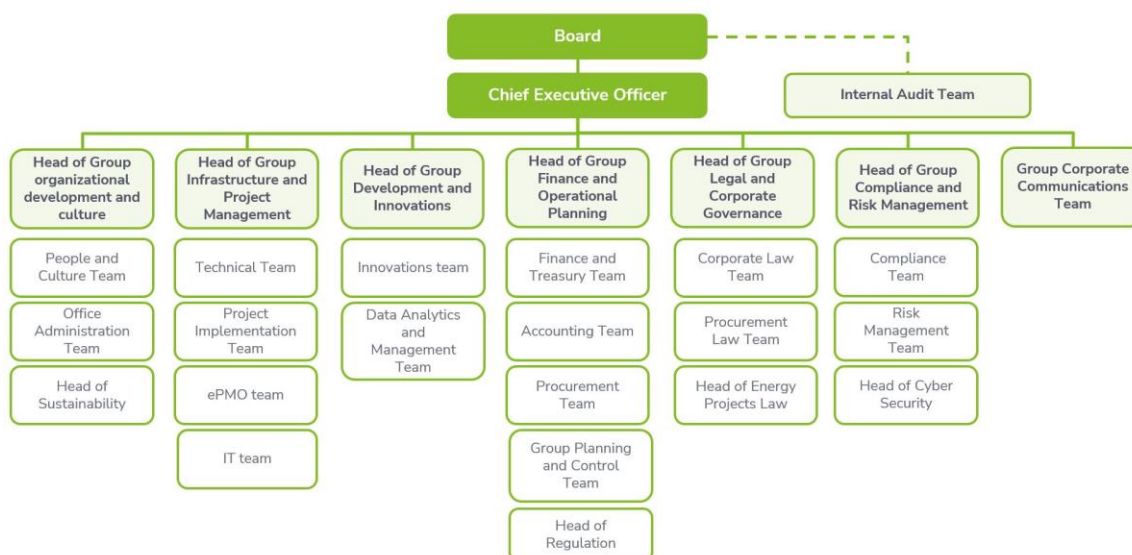 Board
Chief Executive Officer
Internal Audit Team
Head of Group
organizational
development and
culture
Head of Group
Infrastructure and
Project
Management
Head of Group
Development and
Innovations
Head of Group
Finance and
Operational
Planning
Head of Group
Legal and
Corporate
Governance
Head of Group
Compliance and
Risk Management
Group Corporate
Communications
Team
People and
Culture Team
Technical Team
Innovations team
Finance and
Treasury Team
Corporate Law
Team
Compliance
Team
Office
Administration
Team
Project
Implementation
Team
Data Analytics
and
Management
Team
Accounting Team
Procurement
Law Team
Risk
Management
Team
Head of
Sustainability
ePMO team
Procurement
Team
Head of Energy
Projects Law
Head of Cyber
Security
IT team
Group Planning
and Control
Team
Head of
Regulation